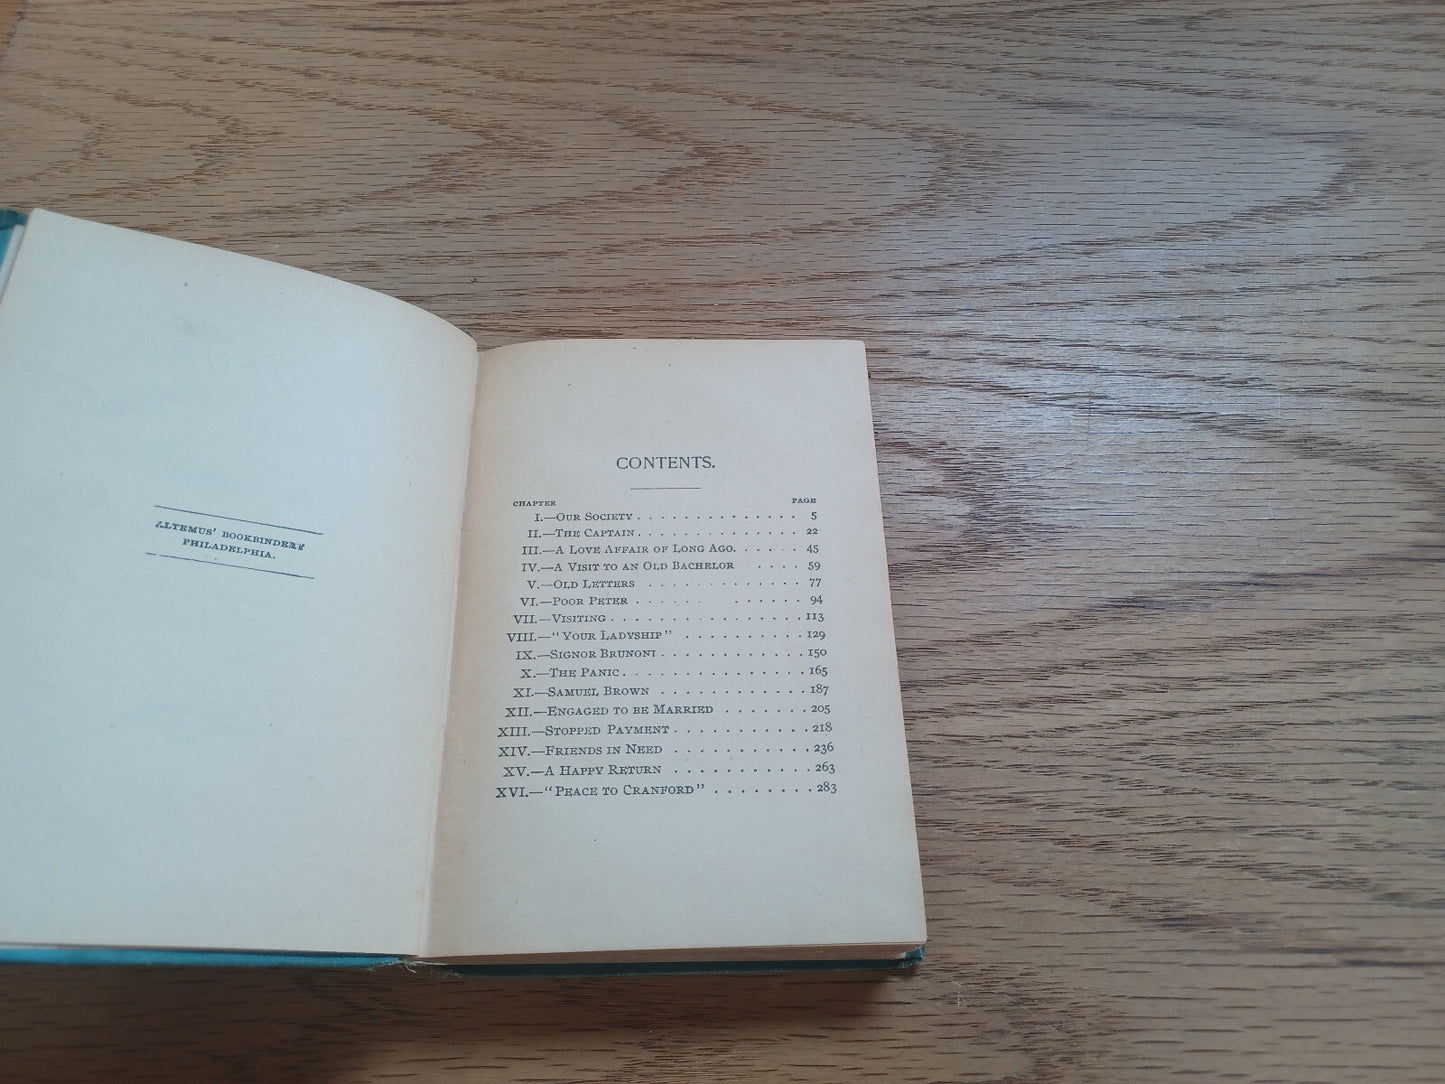 ALTEMUS' BOOKBINDERY
PHILADELPHIA.
CONTENTS.
CHAPTER PAGE
I.—OUR SOCIETY . . . . . . . . . . . . . . 5
II.—THE CAPTAIN . . . . . . . . . . . . . 22
III.—A LOVE AFFAIR OF LONG AGO. . . . . . 45
IV.—A VISIT TO AN OLD BACHELOR . . . . 59
V.—OLD LETTERS . . . . . . . . . . . . 77
VI.—POOR PETER . . . . . . . . . . . 94
VII.—VISITING . . . . . . . . . . . . . . . . 113
VIII.—"YOUR LADYSHIP" . . . . . . . . . . 129
IX.—SIGNOR BRUNONI . . . . . . . . . . . . 150
X.—THE PANIC . . . . . . . . . . . . . . . 165
XI.—SAMUEL BROWN . . . . . . . . . . . . 187
XII.—ENGAGED TO BE MARRIED . . . . . . . 205
XIII.—STOPPED PAYMENT . . . . . . . . . . . 218
XIV.—FRIENDS IN NEED . . . . . . . . . . . 236
XV.—A HAPPY RETURN . . . . . . . . . . . 263
XVI.—"PEACE TO CRANFORD" . . . . . . . . 283